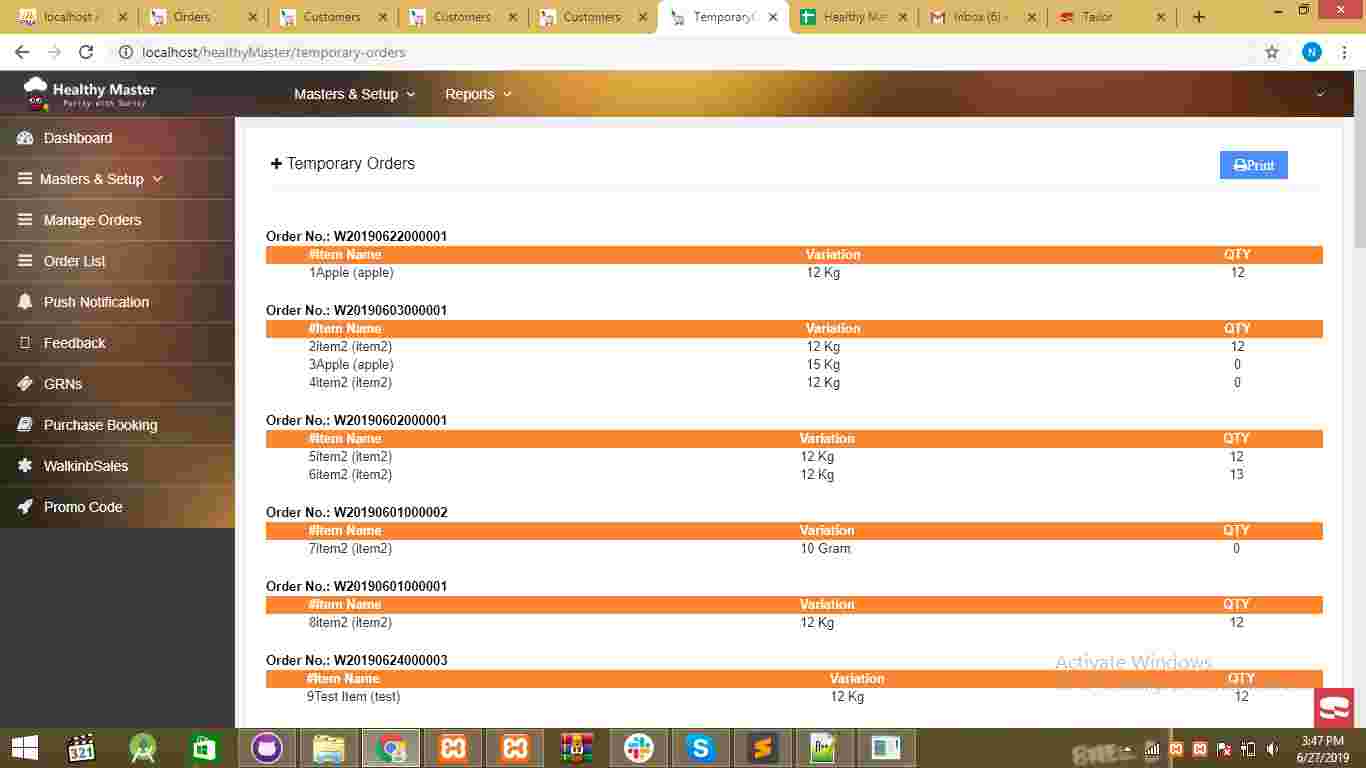 localhost /
Orders
Customers
Customers
Customers
Temporary
Healthy Mas
Inbox (6) -
Tailor
localhost/healthyMaster/temporary-orders
N
Healthy Master
Purity with Surity
Masters & Setup
Reports
Dashboard
Masters & Setup
Manage Orders
Order List
Push Notification
Feedback
GRNs
Purchase Booking
WalkinbSales
Promo Code
Temporary Orders
Print
Order No.: W20190622000001
#Item Name Variation QTY
1Apple (apple) 12 Kg 12
Order No.: W20190603000001
#Item Name Variation QTY
2item2 (item2) 12 Kg 12
3Apple (apple) 15 Kg 0
4item2 (item2) 12 Kg 0
Order No.: W20190602000001
#Item Name Variation QTY
5item2 (item2) 12 Kg 12
6item2 (item2) 12 Kg 13
Order No.: W20190601000002
#Item Name Variation QTY
7item2 (item2) 10 Gram 0
Order No.: W20190601000001
#Item Name Variation QTY
8item2 (item2) 12 Kg 12
Order No.: W20190624000003
#Item Name Variation QTY
9Test Item (test) 12 Kg 12
Activate Windows
321
3:47 PM
6/27/2019